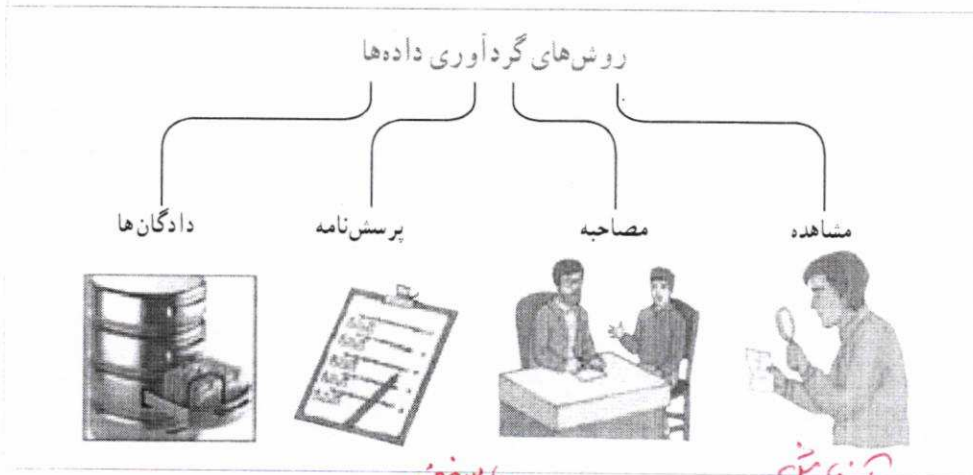 روش‌های گردآوری داده‌ها
مشاهده
مصاحبه
پرسش‌نامه
دادگان‌ها